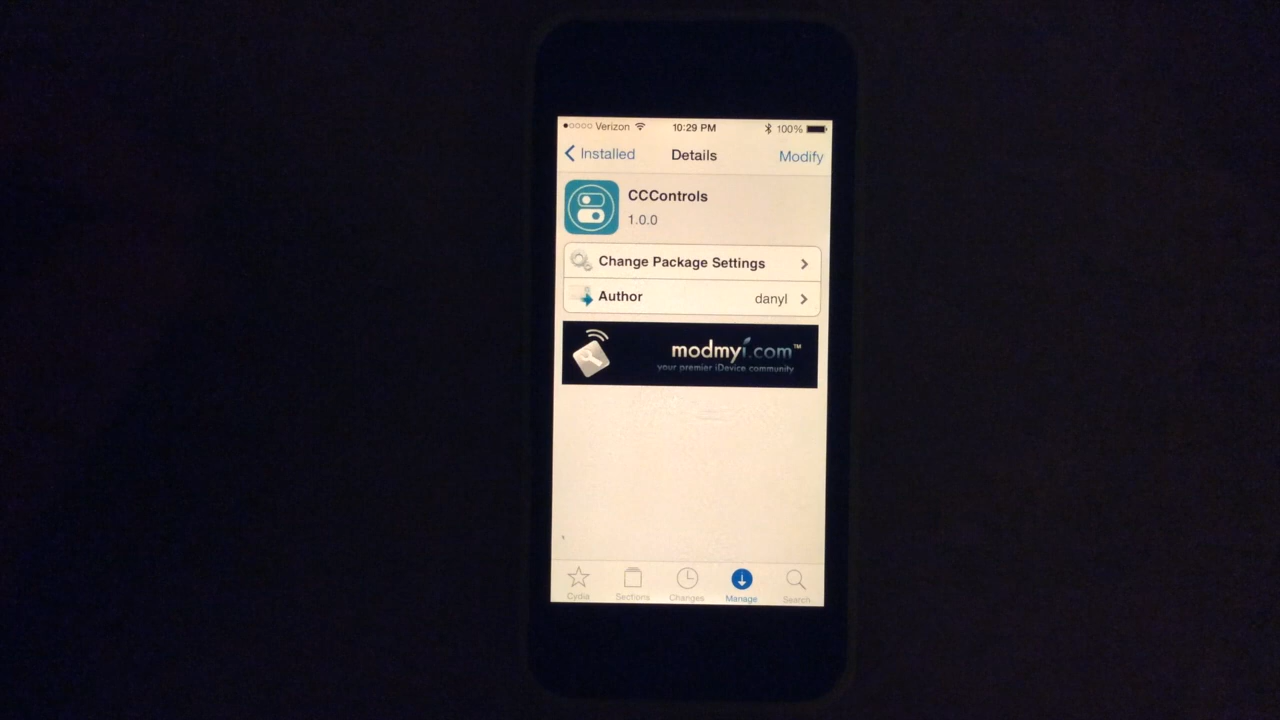 Verizon 10:29 PM 100%
Installed Details Modify
CCControls
1.0.0
Change Package Settings
Author danyl
modmyi.com™
your premier iDevice community
Cydia Sections Changes Manage Search